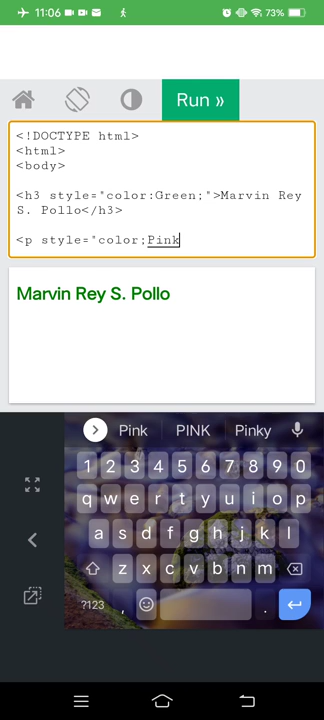 11:06 73%
Run »
<!DOCTYPE html>
<html>
<body>
<h3 style="color:Green;">Marvin Rey
S. Pollo</h3>
<p style="color:Pink
Marvin Rey S. Pollo
Pink PINK Pinky
1 2 3 4 5 6 7 8 9 0
q w e r t y u i o p
a s d f g h j k l
z x c v b n m
?123 , .